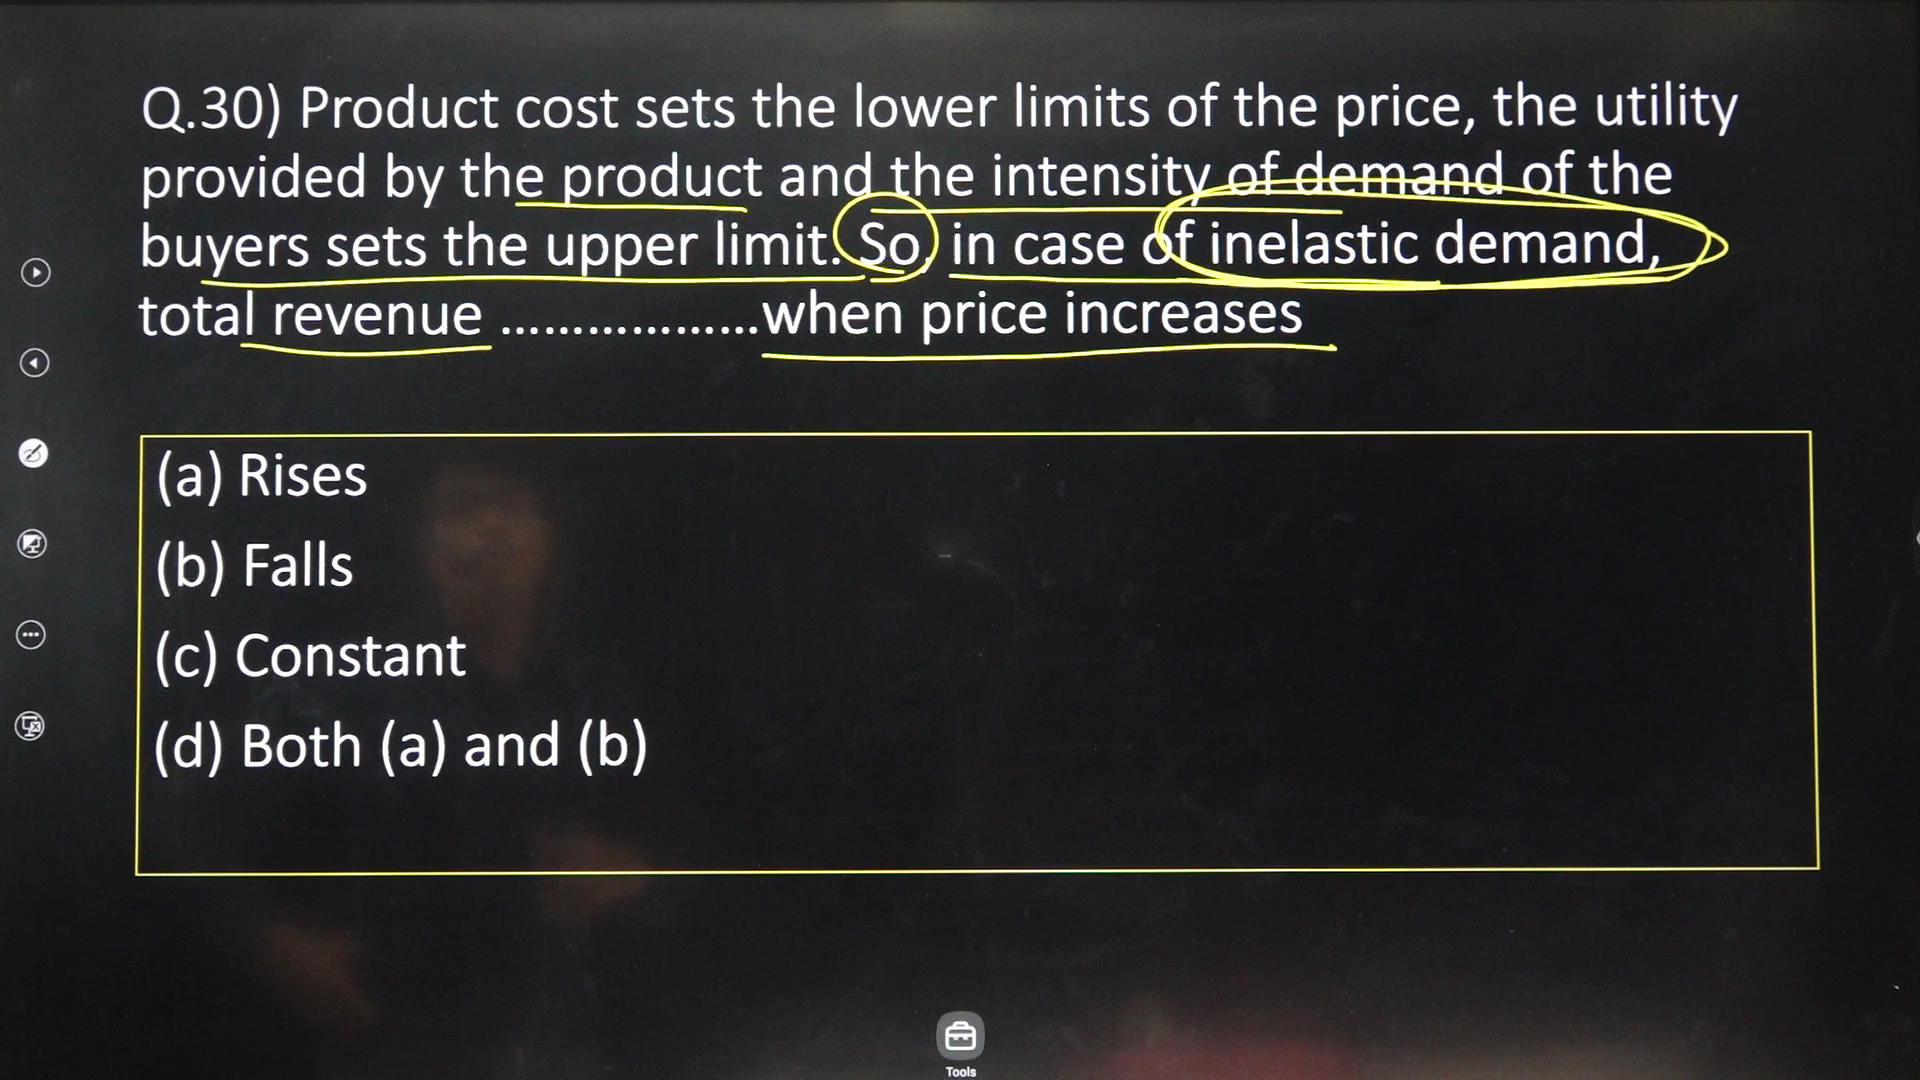 Q.30) Product cost sets the lower limits of the price, the utility
provided by the product and the intensity of demand of the
buyers sets the upper limit. So, in case of inelastic demand,
total revenue ..................when price increases
(a) Rises
(b) Falls
(c) Constant
(d) Both (a) and (b)
Tools